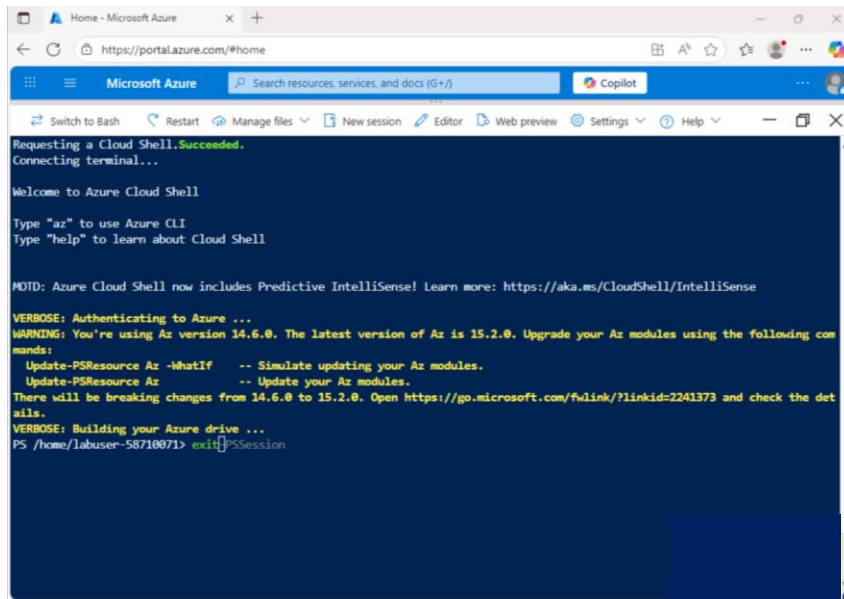 Home - Microsoft Azure
https://portal.azure.com/#home
Microsoft Azure
Search resources, services, and docs (G+/)
Copilot
Switch to Bash
Restart
Manage files
New session
Editor
Web preview
Settings
Help
Requesting a Cloud Shell.Succeeded.
Connecting terminal...
Welcome to Azure Cloud Shell
Type "az" to use Azure CLI
Type "help" to learn about Cloud Shell
MOTD: Azure Cloud Shell now includes Predictive IntelliSense! Learn more: https://aka.ms/CloudShell/IntelliSense
VERBOSE: Authenticating to Azure ...
WARNING: You're using Az version 14.6.0. The latest version of Az is 15.2.0. Upgrade your Az modules using the following com
mands:
Update-PSResource Az -WhatIf -- Simulate updating your Az modules.
Update-PSResource Az -- Update your Az modules.
There will be breaking changes from 14.6.0 to 15.2.0. Open https://go.microsoft.com/fwlink/?linkid=2241373 and check the det
ails.
VERBOSE: Building your Azure drive ...
PS /home/labuser-58710071> exit-PSSession